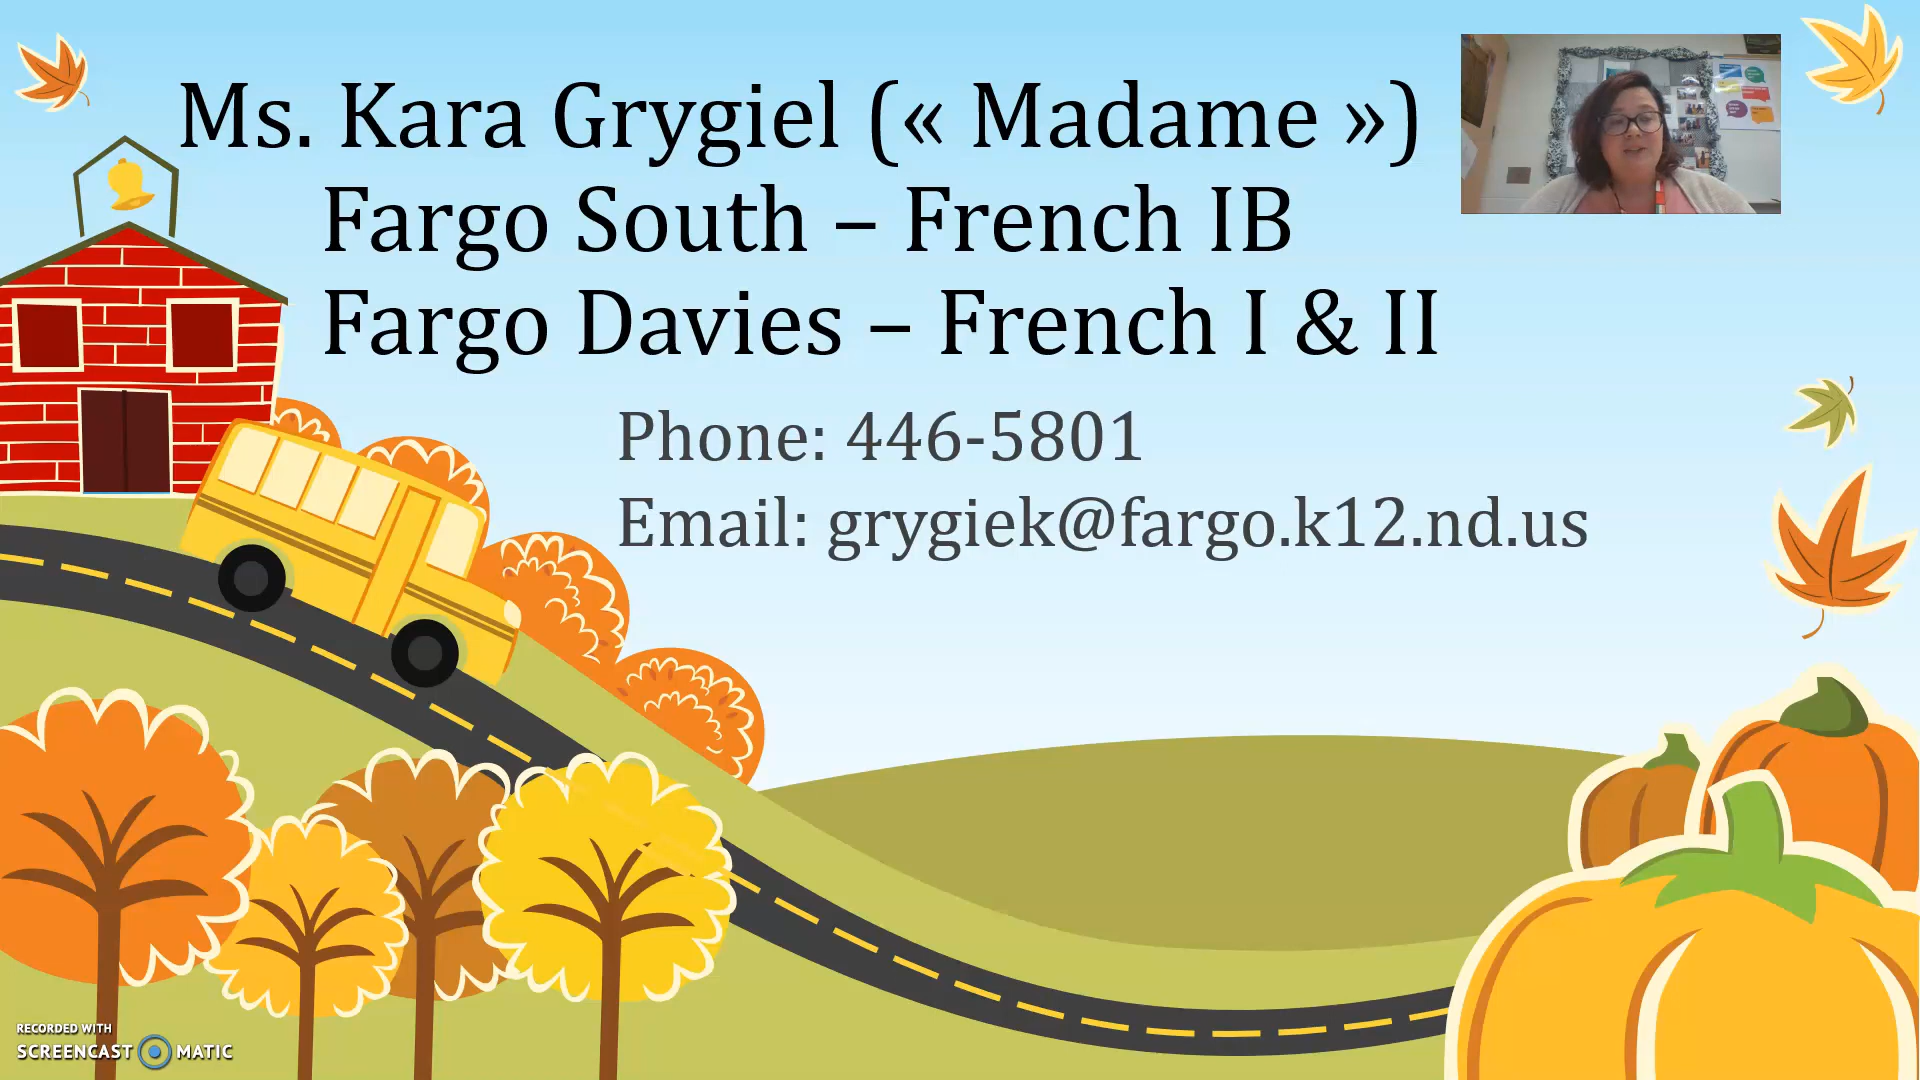 Ms. Kara Grygiel (« Madame »)
Fargo South – French IB
Fargo Davies – French I & II
Phone: 446-5801
Email: grygiek@fargo.k12.nd.us
RECORDED WITH
SCREENCAST MATIC